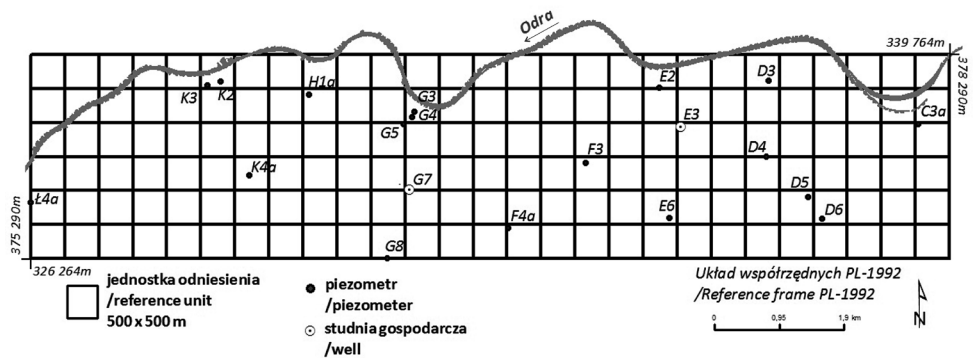 Odra
339 764m
378 290m
E2
D3
H1a
K3
K2
G3
G4
G5
E3
C3a
F3
D4
K4a
G7
Ł4a
D5
D6
E6
F4a
G8
375 290m
326 264m
jednostka odniesienia
/reference unit
500 x 500 m
piezometr
/piezometer
studnia gospodarcza
/well
Układ współrzędnych PL-1992
/Reference frame PL-1992
0 0,95 1,9 km
N